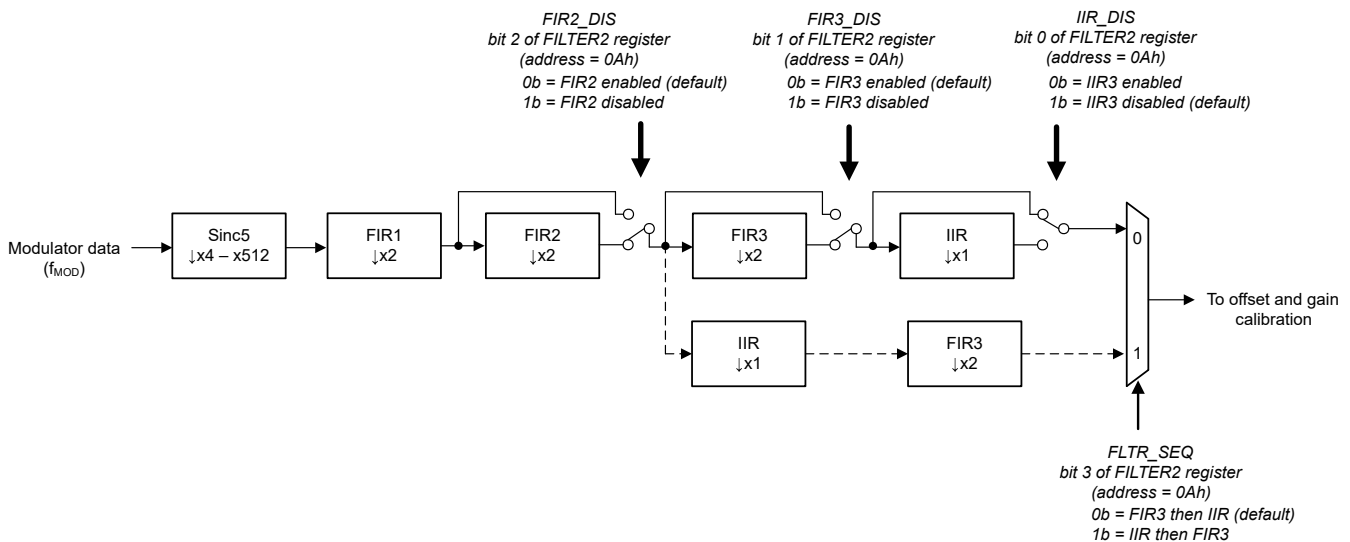 FIR2_DIS
bit 2 of FILTER2 register
(address = 0Ah)
0b = FIR2 enabled (default)
1b = FIR2 disabled
FIR3_DIS
bit 1 of FILTER2 register
(address = 0Ah)
0b = FIR3 enabled (default)
1b = FIR3 disabled
IIR_DIS
bit 0 of FILTER2 register
(address = 0Ah)
0b = IIR3 enabled
1b = IIR3 disabled (default)
Modulator data
(fMOD)
Sinc5
↓x4 – x512
FIR1
↓x2
FIR2
↓x2
FIR3
↓x2
IIR
↓x1
0
To offset and gain
calibration
IIR
↓x1
FIR3
↓x2
1
FLTR_SEQ
bit 3 of FILTER2 register
(address = 0Ah)
0b = FIR3 then IIR (default)
1b = IIR then FIR3